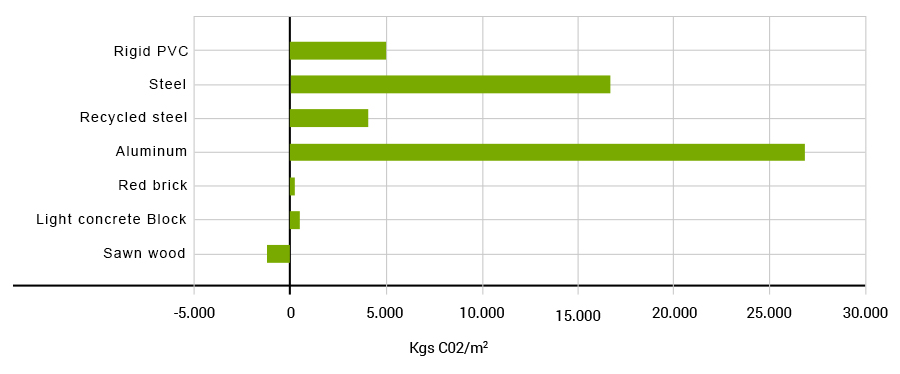 Rigid PVC
Steel
Recycled steel
Aluminum
Red brick
Light concrete Block
Sawn wood
-5.000 0 5.000 10.000 15.000 20.000 25.000 30.000
Kgs C02/m²